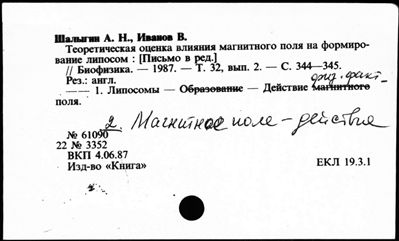 Шалыгин А. Н., Иванов В.
Теоретическая оценка влияния магнитного поля на формиро-
вание липосом : [Письмо в ред.]
// Биофизика. — 1987. — Т. 32, вып. 2. — С. 344—345.
Рез.: англ.
физ. факт-
—— 1. Липосомы — Образование — Действие магнитного
поля.
2. Магнитное поле - действие
№ 61090
22 № 3352
ВКП 4.06.87
Изд-во «Книга»
ЕКЛ 19.3.1